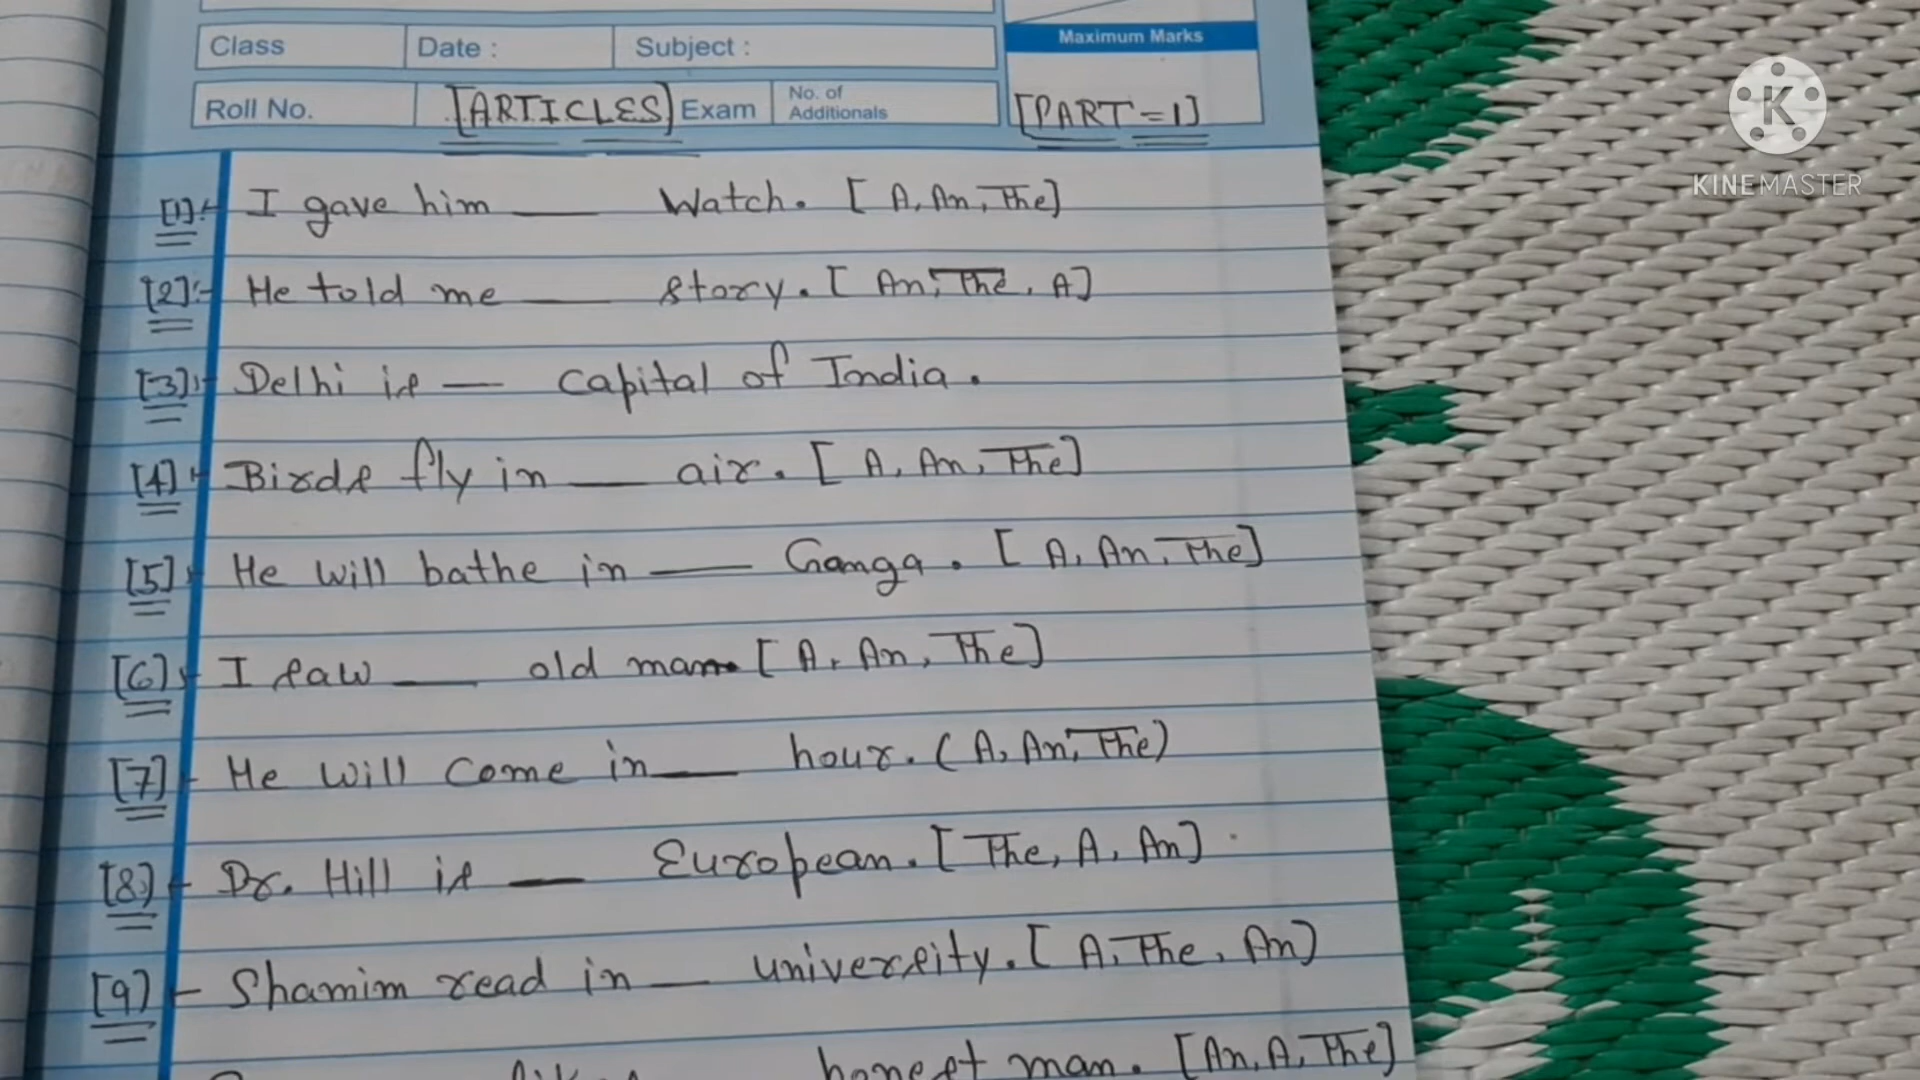 Class Date : Subject : Maximum Marks
Roll No. [ARTICLES] Exam No. of Additionals [PART=1]
K
KINEMASTER
[1]:- I gave him ___ Watch. [A, An, The]
[2]:- He told me ___ story. [An, The, A]
[3]:- Delhi is ___ capital of India.
[4]:- Birds fly in ___ air. [A, An, The]
[5]:- He will bathe in ___ Ganga. [A, An, The]
[6]:- I saw ___ old man [A, An, The]
[7]:- He will come in ___ hour. (A, An, The)
[8]:- Dr. Hill is ___ European. [The, A, An]
[9]:- Shamim read in ___ university. [A, The, An]
honest man. [An, A, The]